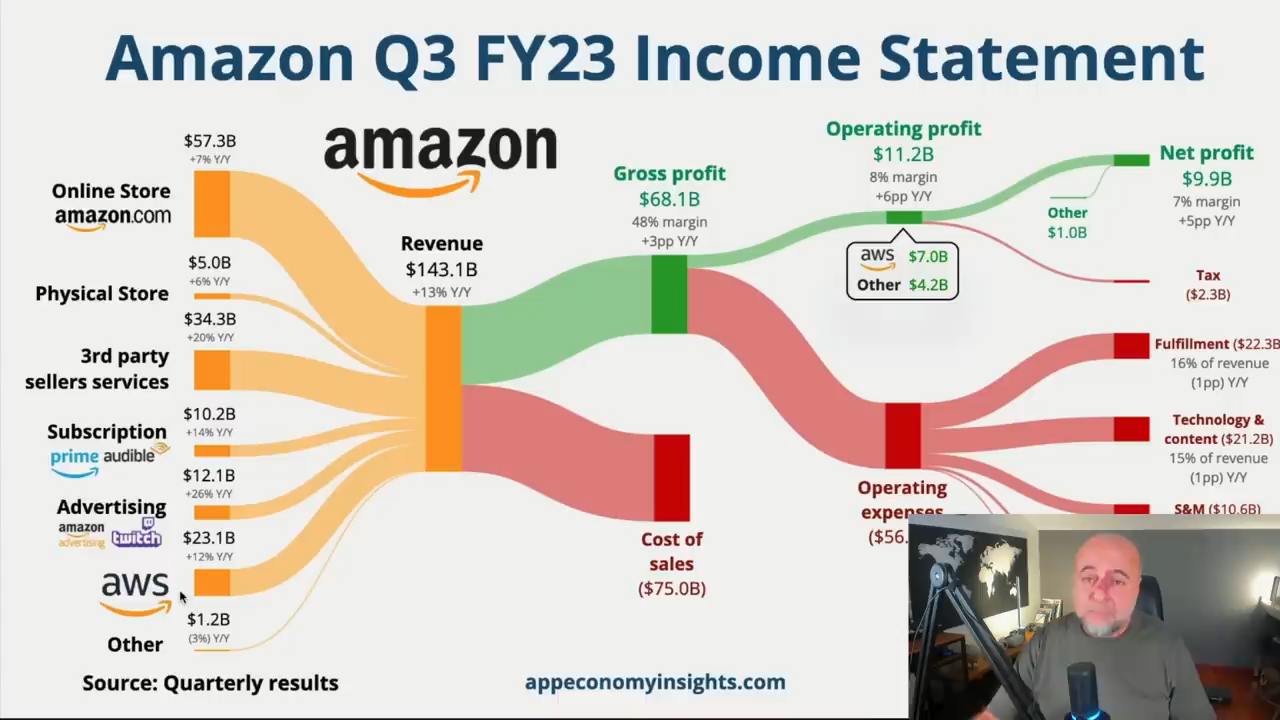 Amazon Q3 FY23 Income Statement
amazon
$57.3B
+7% Y/Y
Online Store
amazon.com
$5.0B
+6% Y/Y
Physical Store
$34.3B
+20% Y/Y
3rd party
sellers services
$10.2B
+14% Y/Y
Subscription
prime audible
$12.1B
+26% Y/Y
Advertising
amazon
advertising
twitch
$23.1B
+12% Y/Y
aws
$1.2B
(3%) Y/Y
Other
Revenue
$143.1B
+13% Y/Y
Gross profit
$68.1B
48% margin
+3pp Y/Y
Cost of
sales
($75.0B)
Operating profit
$11.2B
8% margin
+6pp Y/Y
aws $7.0B
Other $4.2B
Operating
expenses
($56.
Net profit
$9.9B
7% margin
+5pp Y/Y
Other
$1.0B
Tax
($2.3B)
Fulfillment ($22.3B
16% of revenue
(1pp) Y/Y
Technology &
content ($21.2B)
15% of revenue
(1pp) Y/Y
S&M ($10.6B)
Source: Quarterly results
appeconomyinsights.com